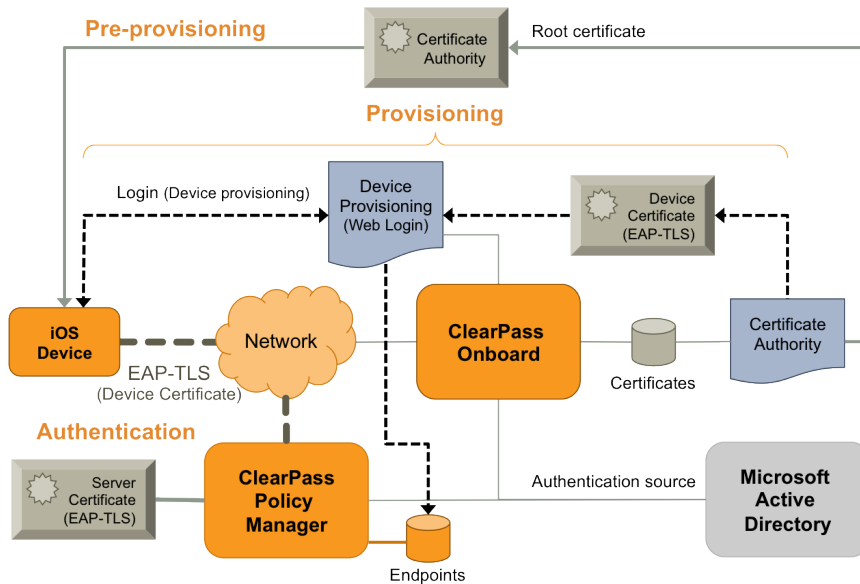 Pre-provisioning
Certificate
Authority
Root certificate
Provisioning
Login (Device provisioning)
Device
Provisioning
(Web Login)
Device
Certificate
(EAP-TLS)
iOS
Device
Network
ClearPass
Onboard
Certificates
Certificate
Authority
EAP-TLS
(Device Certificate)
Authentication
Server
Certificate
(EAP-TLS)
ClearPass
Policy
Manager
Authentication source
Microsoft
Active
Directory
Endpoints